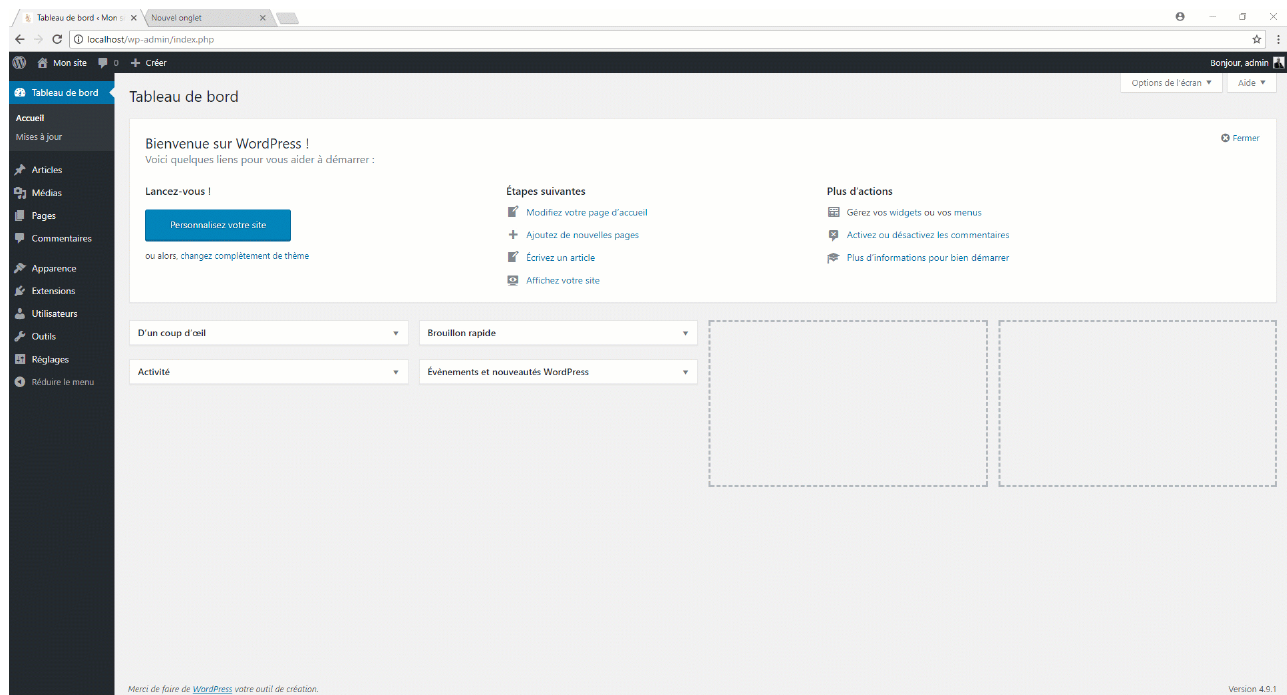 Tableau de bord ‹ Mon s
Nouvel onglet
localhost/wp-admin/index.php
Mon site 0 Créer
Bonjour, admin
Tableau de bord
Accueil
Mises à jour
Articles
Médias
Pages
Commentaires
Apparence
Extensions
Utilisateurs
Outils
Réglages
Réduire le menu
Options de l'écran
Aide
Tableau de bord
Bienvenue sur WordPress !
Voici quelques liens pour vous aider à démarrer :
Fermer
Lancez-vous !
Personnalisez votre site
ou alors, changez complètement de thème
Étapes suivantes
Modifiez votre page d'accueil
Ajoutez de nouvelles pages
Écrivez un article
Affichez votre site
Plus d'actions
Gérez vos widgets ou vos menus
Activez ou désactivez les commentaires
Plus d'informations pour bien démarrer
D'un coup d'œil
Brouillon rapide
Activité
Évènements et nouveautés WordPress
Merci de faire de WordPress votre outil de création.
Version 4.9.1